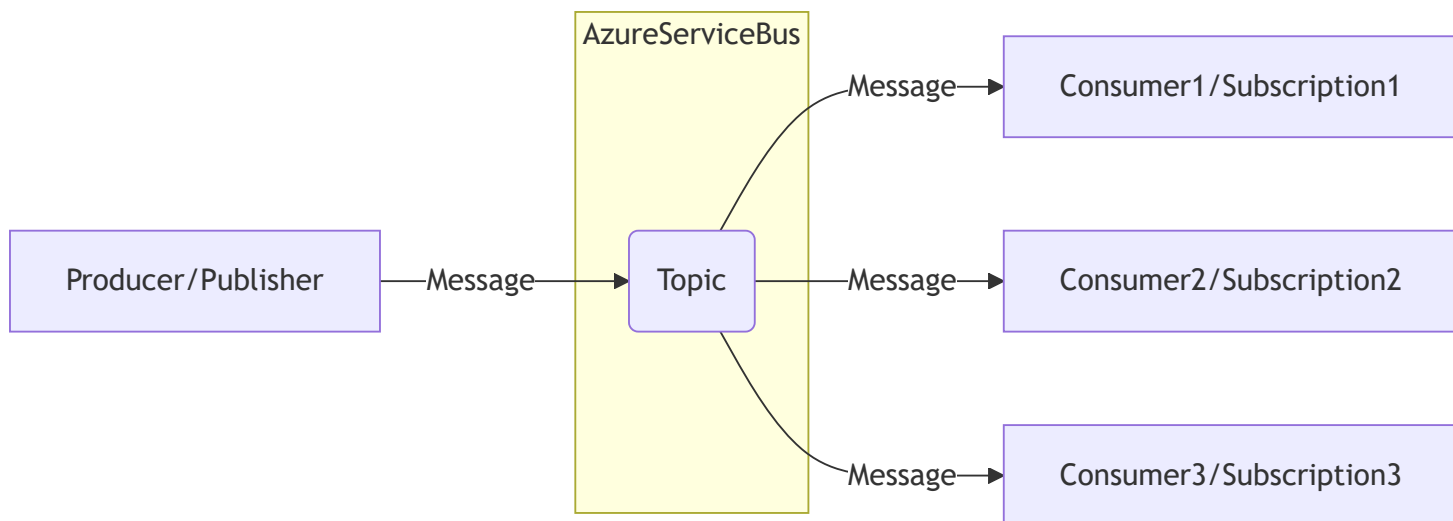 AzureServiceBus
Message
Consumer1/Subscription1
Producer/Publisher
Message
Topic
Message
Consumer2/Subscription2
Message
Consumer3/Subscription3